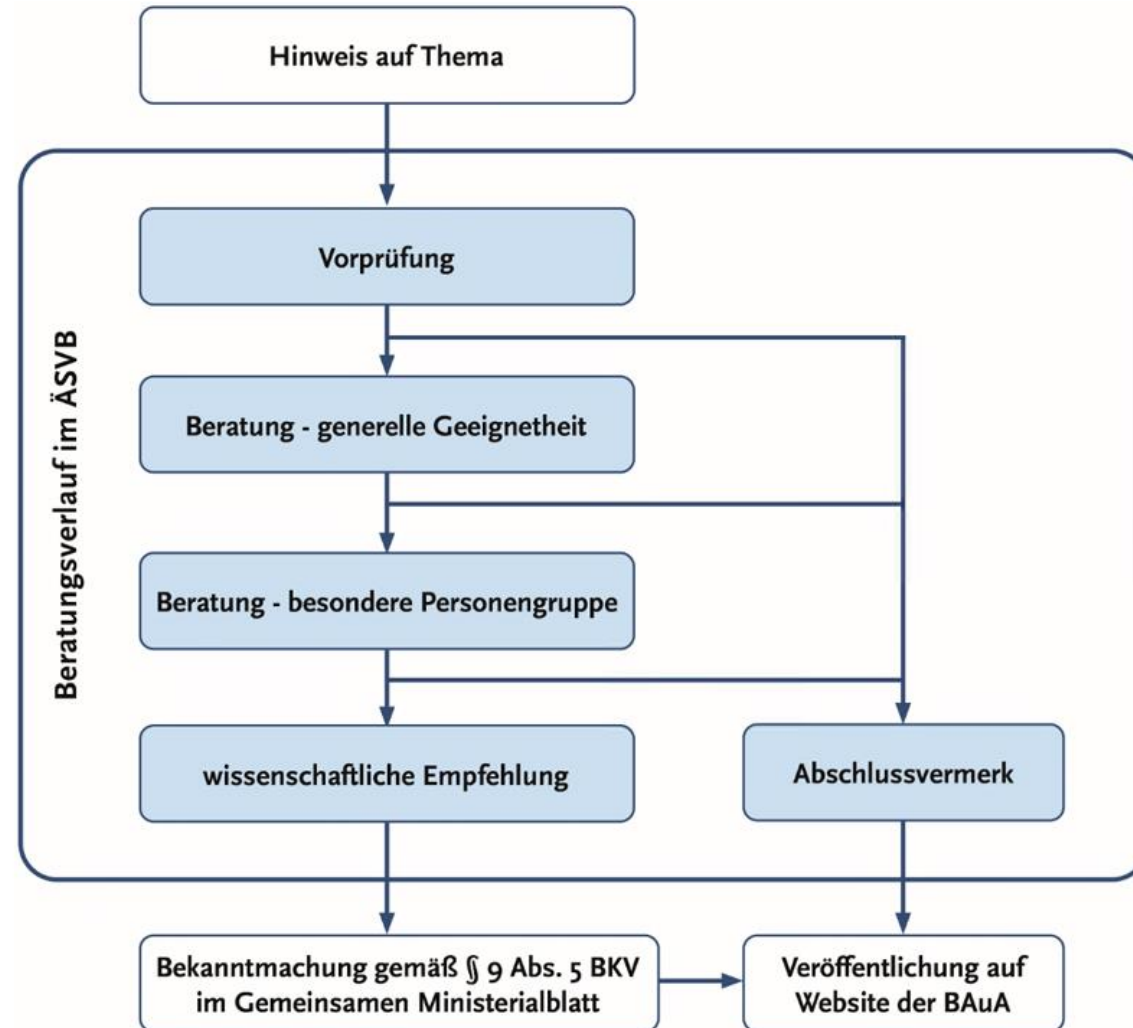 Hinweis auf Thema
Beratungsverlauf im ÄSVB
Vorprüfung
Beratung - generelle Geeignetheit
Beratung - besondere Personengruppe
wissenschaftliche Empfehlung
Abschlussvermerk
Bekanntmachung gemäß § 9 Abs. 5 BKV
im Gemeinsamen Ministerialblatt
Veröffentlichung auf
Website der BAuA